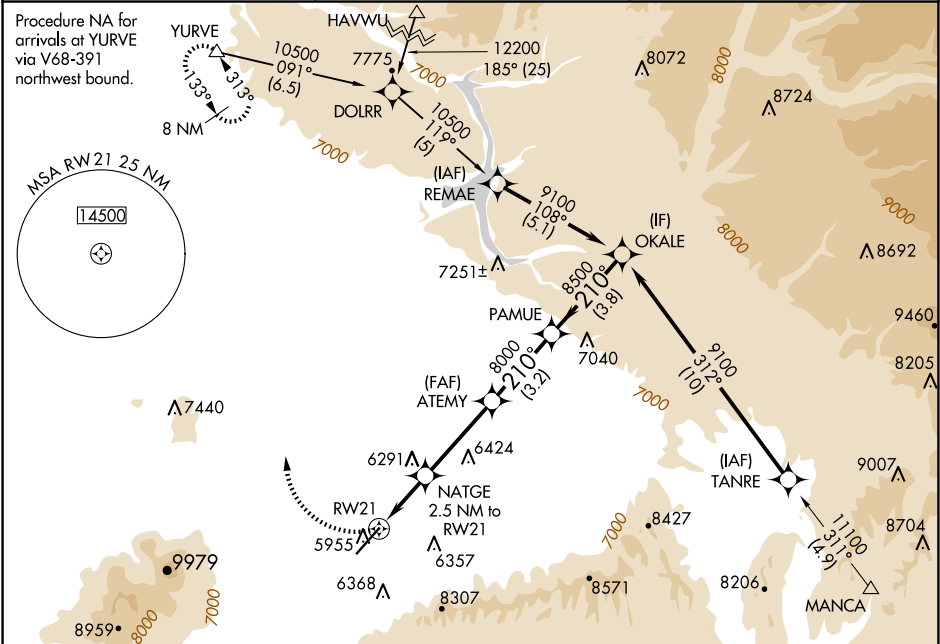 Procedure NA for
arrivals at YURVE
via V68-391
northwest bound.
YURVE
HAVWU
10500
091°
(6.5)
7775
7000
12200
185° (25)
8072
8000
8724
313°
133°
8 NM
DOLRR
10500
119°
(5)
7000
MSA RW21 25 NM
14500
(IAF)
REMAE
9100
108°
(5.1)
(IF)
OKALE
9000
8000
8692
7251±
8500
210°
(3.8)
PAMUE
9460
7040
8205
8000
210°
(3.2)
9100
312°
(10)
(FAF)
ATEMY
7000
7440
6291
6424
(IAF)
TANRE
9007
NATGE
2.5 NM to
RW21
RW21
5955
6357
8427
7000
8704
11100
311°
(4.9)
9979
6368
8307
8571
8206
MANCA
7000
8959
8000